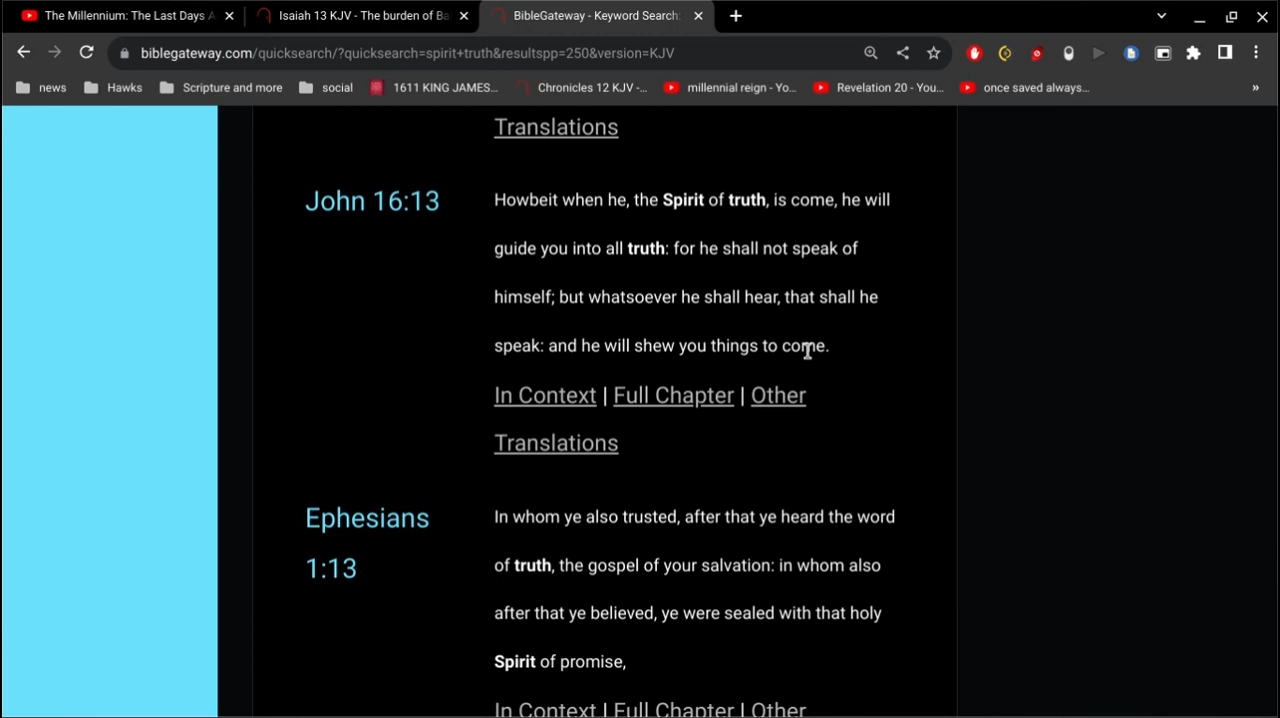 The Millennium: The Last Days A
Isaiah 13 KJV - The burden of Ba
BibleGateway - Keyword Search:
biblegateway.com/quicksearch/?quicksearch=spirit+truth&resultspp=250&version=KJV
news
Hawks
Scripture and more
social
1611 KING JAMES...
Chronicles 12 KJV -...
millennial reign - Yo...
Revelation 20 - You...
once saved always...
»
Translations
John 16:13
Howbeit when he, the Spirit of truth, is come, he will
guide you into all truth: for he shall not speak of
himself; but whatsoever he shall hear, that shall he
speak: and he will shew you things to come.
In Context | Full Chapter | Other
Translations
Ephesians
1:13
In whom ye also trusted, after that ye heard the word
of truth, the gospel of your salvation: in whom also
after that ye believed, ye were sealed with that holy
Spirit of promise,
In Context | Full Chapter | Other